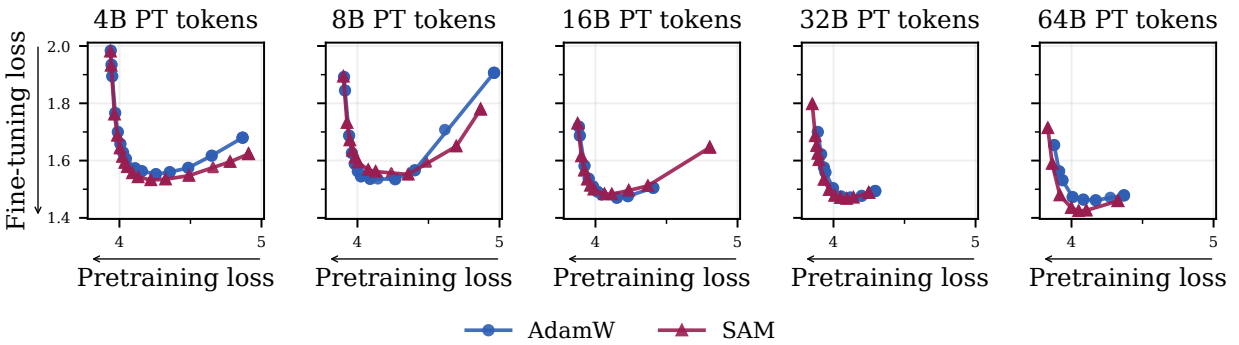 4B PT tokens
8B PT tokens
16B PT tokens
32B PT tokens
64B PT tokens
Fine-tuning loss
2.0
1.8
1.6
1.4
4
5
4
5
4
5
4
5
4
5
Pretraining loss
Pretraining loss
Pretraining loss
Pretraining loss
Pretraining loss
AdamW
SAM